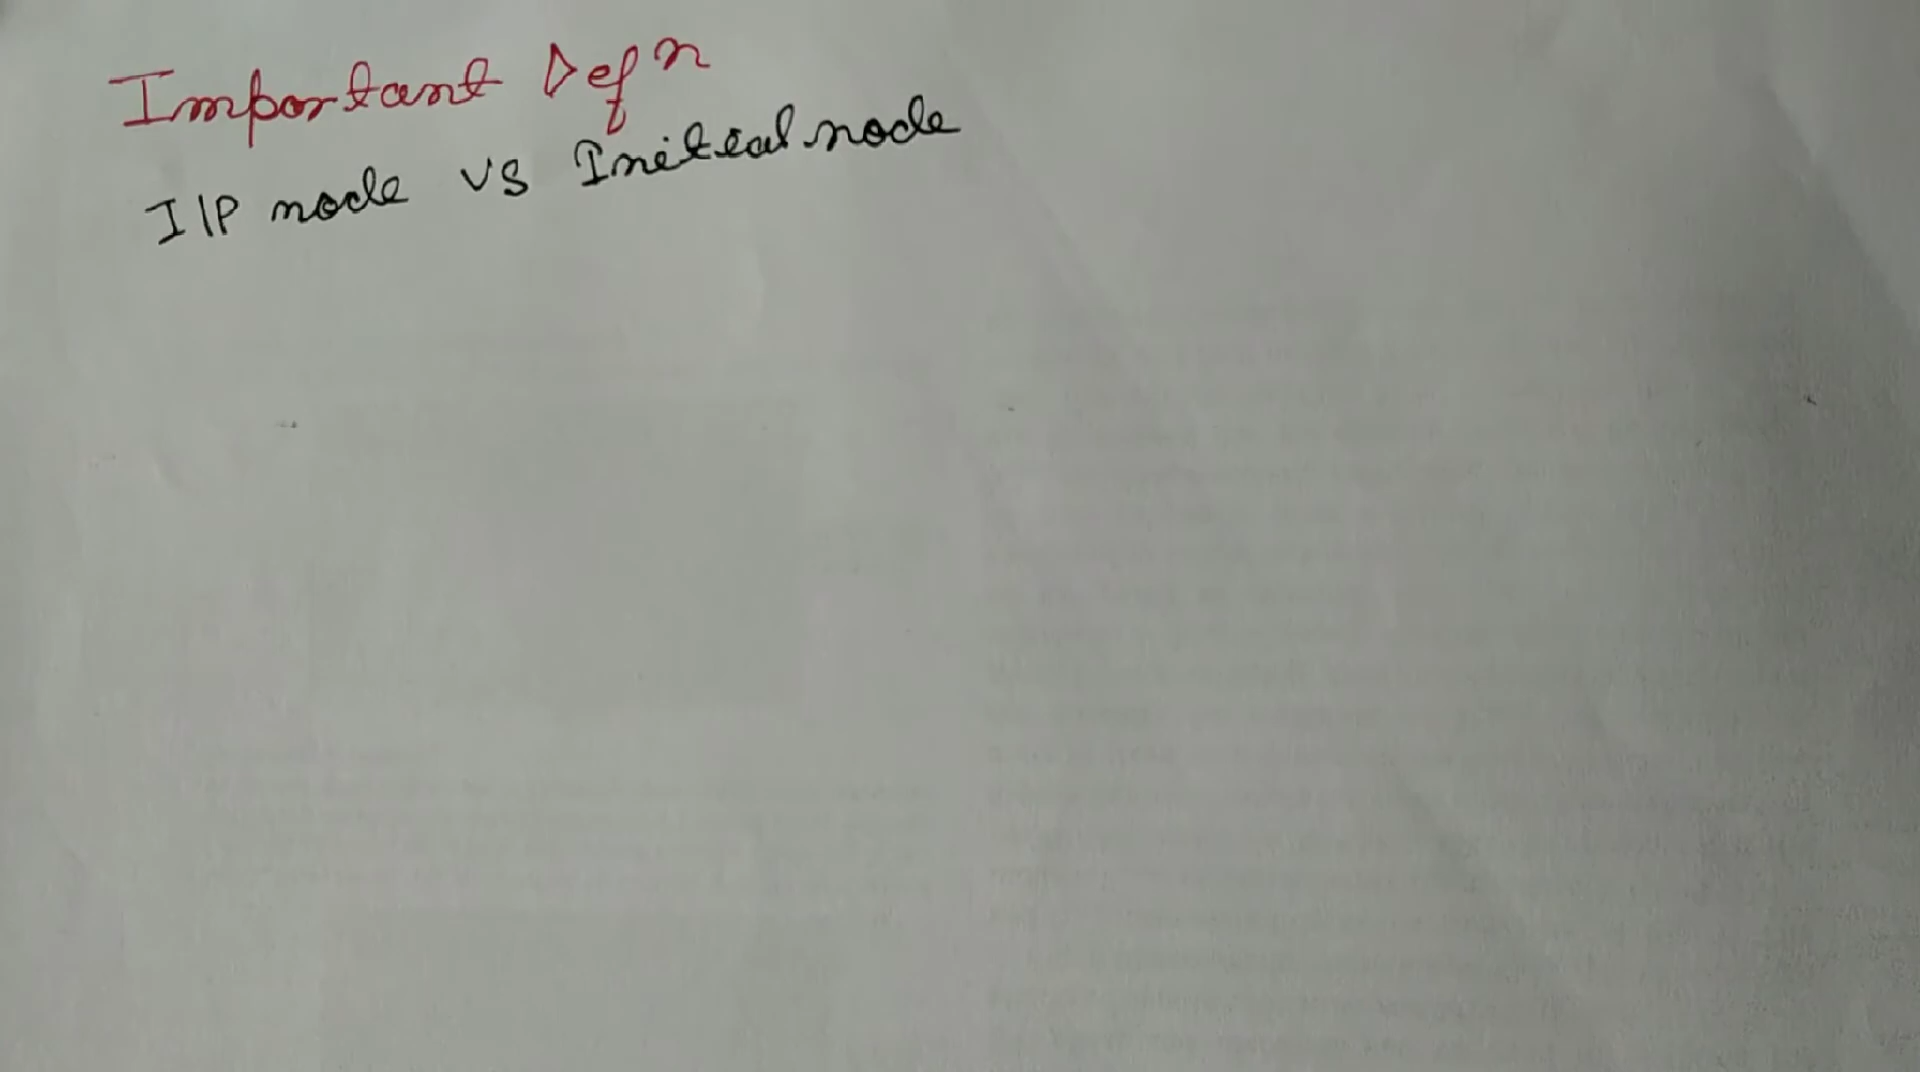 Important Defn
I/P node vs Initial node